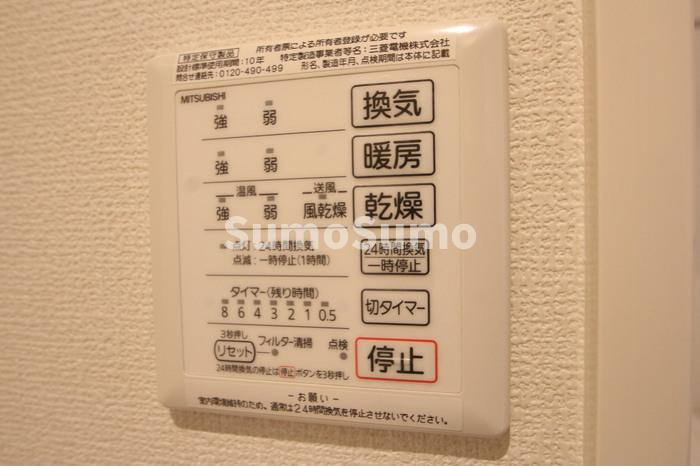 所有者票による所有者登録が必要です
特定保守製品 特定製造事業者等名：三菱電機株式会社
設計標準使用期間：10年 形名、製造年月、点検期間は本体に記載
問合せ連絡先：0120-490-499
MITSUBISHI
強 弱 換気
強 弱 暖房
温風 送風
強 弱 風乾燥 乾燥
点灯：24時間換気 24時間換気
点滅：一時停止(1時間) 一時停止
タイマー(残り時間) 切タイマー
8 6 4 3 2 1 0.5
3秒押し
リセット フィルター清掃 点検 停止
24時間換気の停止は停止ボタンを3秒押し
－お願い－
室内環境維持のため、通常は24時間換気を停止させないでください。
SumoSumo